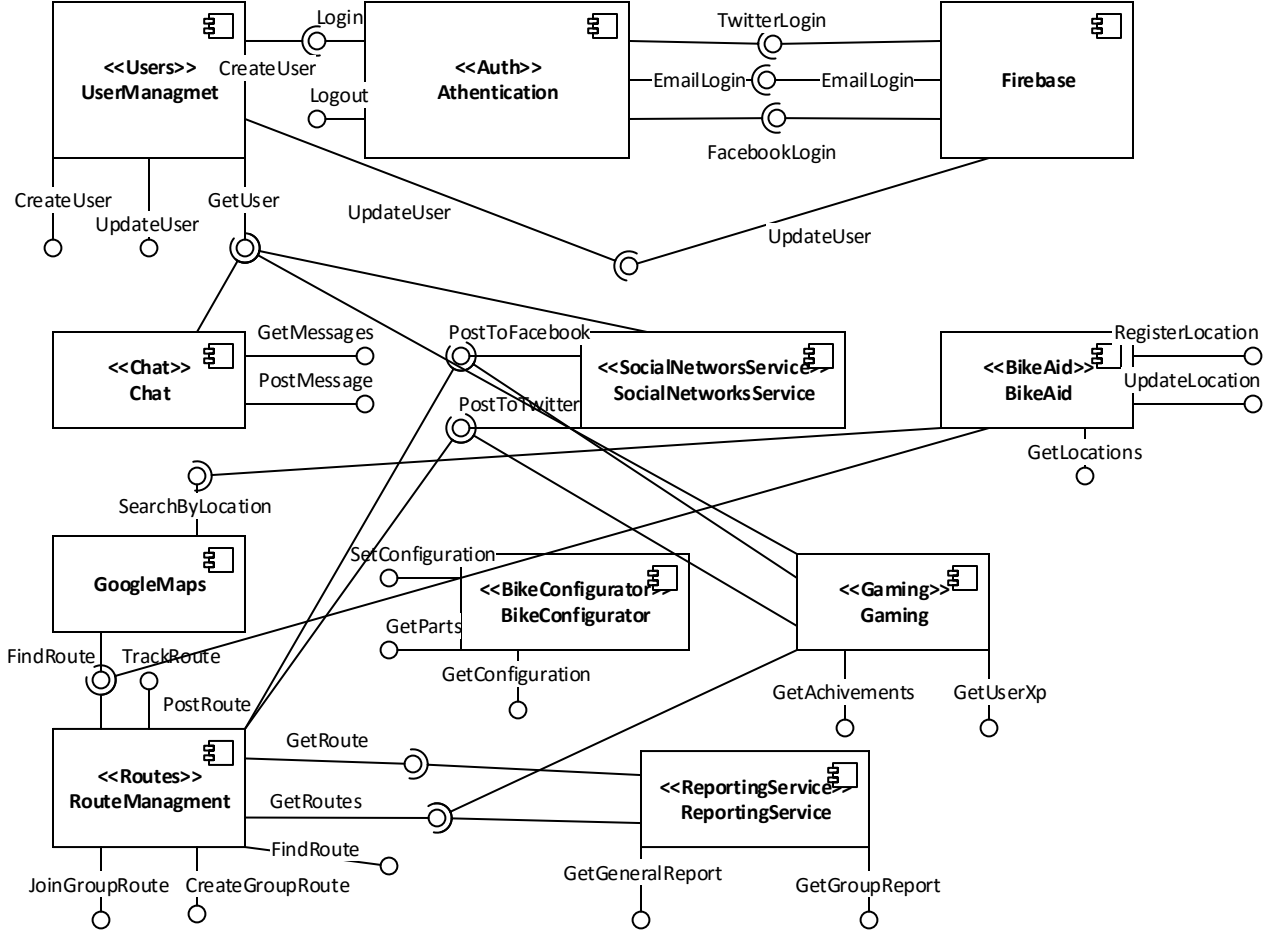 Login
TwitterLogin
<<Users>>
UserManagmet
CreateUser
<<Auth>>
Athentication
EmailLogin
EmailLogin
Firebase
Logout
FacebookLogin
CreateUser
UpdateUser
GetUser
UpdateUser
UpdateUser
<<Chat>>
Chat
GetMessages
PostMessage
PostToFacebook
PostToTwitter
<<SocialNetworsService>>
SocialNetworksService
<<BikeAid>>
BikeAid
RegisterLocation
UpdateLocation
GetLocations
SearchByLocation
GoogleMaps
SetConfiguration
<<BikeConfigurator>>
BikeConfigurator
GetParts
GetConfiguration
<<Gaming>>
Gaming
GetAchivements
GetUserXp
FindRoute
TrackRoute
PostRoute
<<Routes>>
RouteManagment
GetRoute
GetRoutes
FindRoute
<<ReportingService>>
ReportingService
JoinGroupRoute
CreateGroupRoute
GetGeneralReport
GetGroupReport